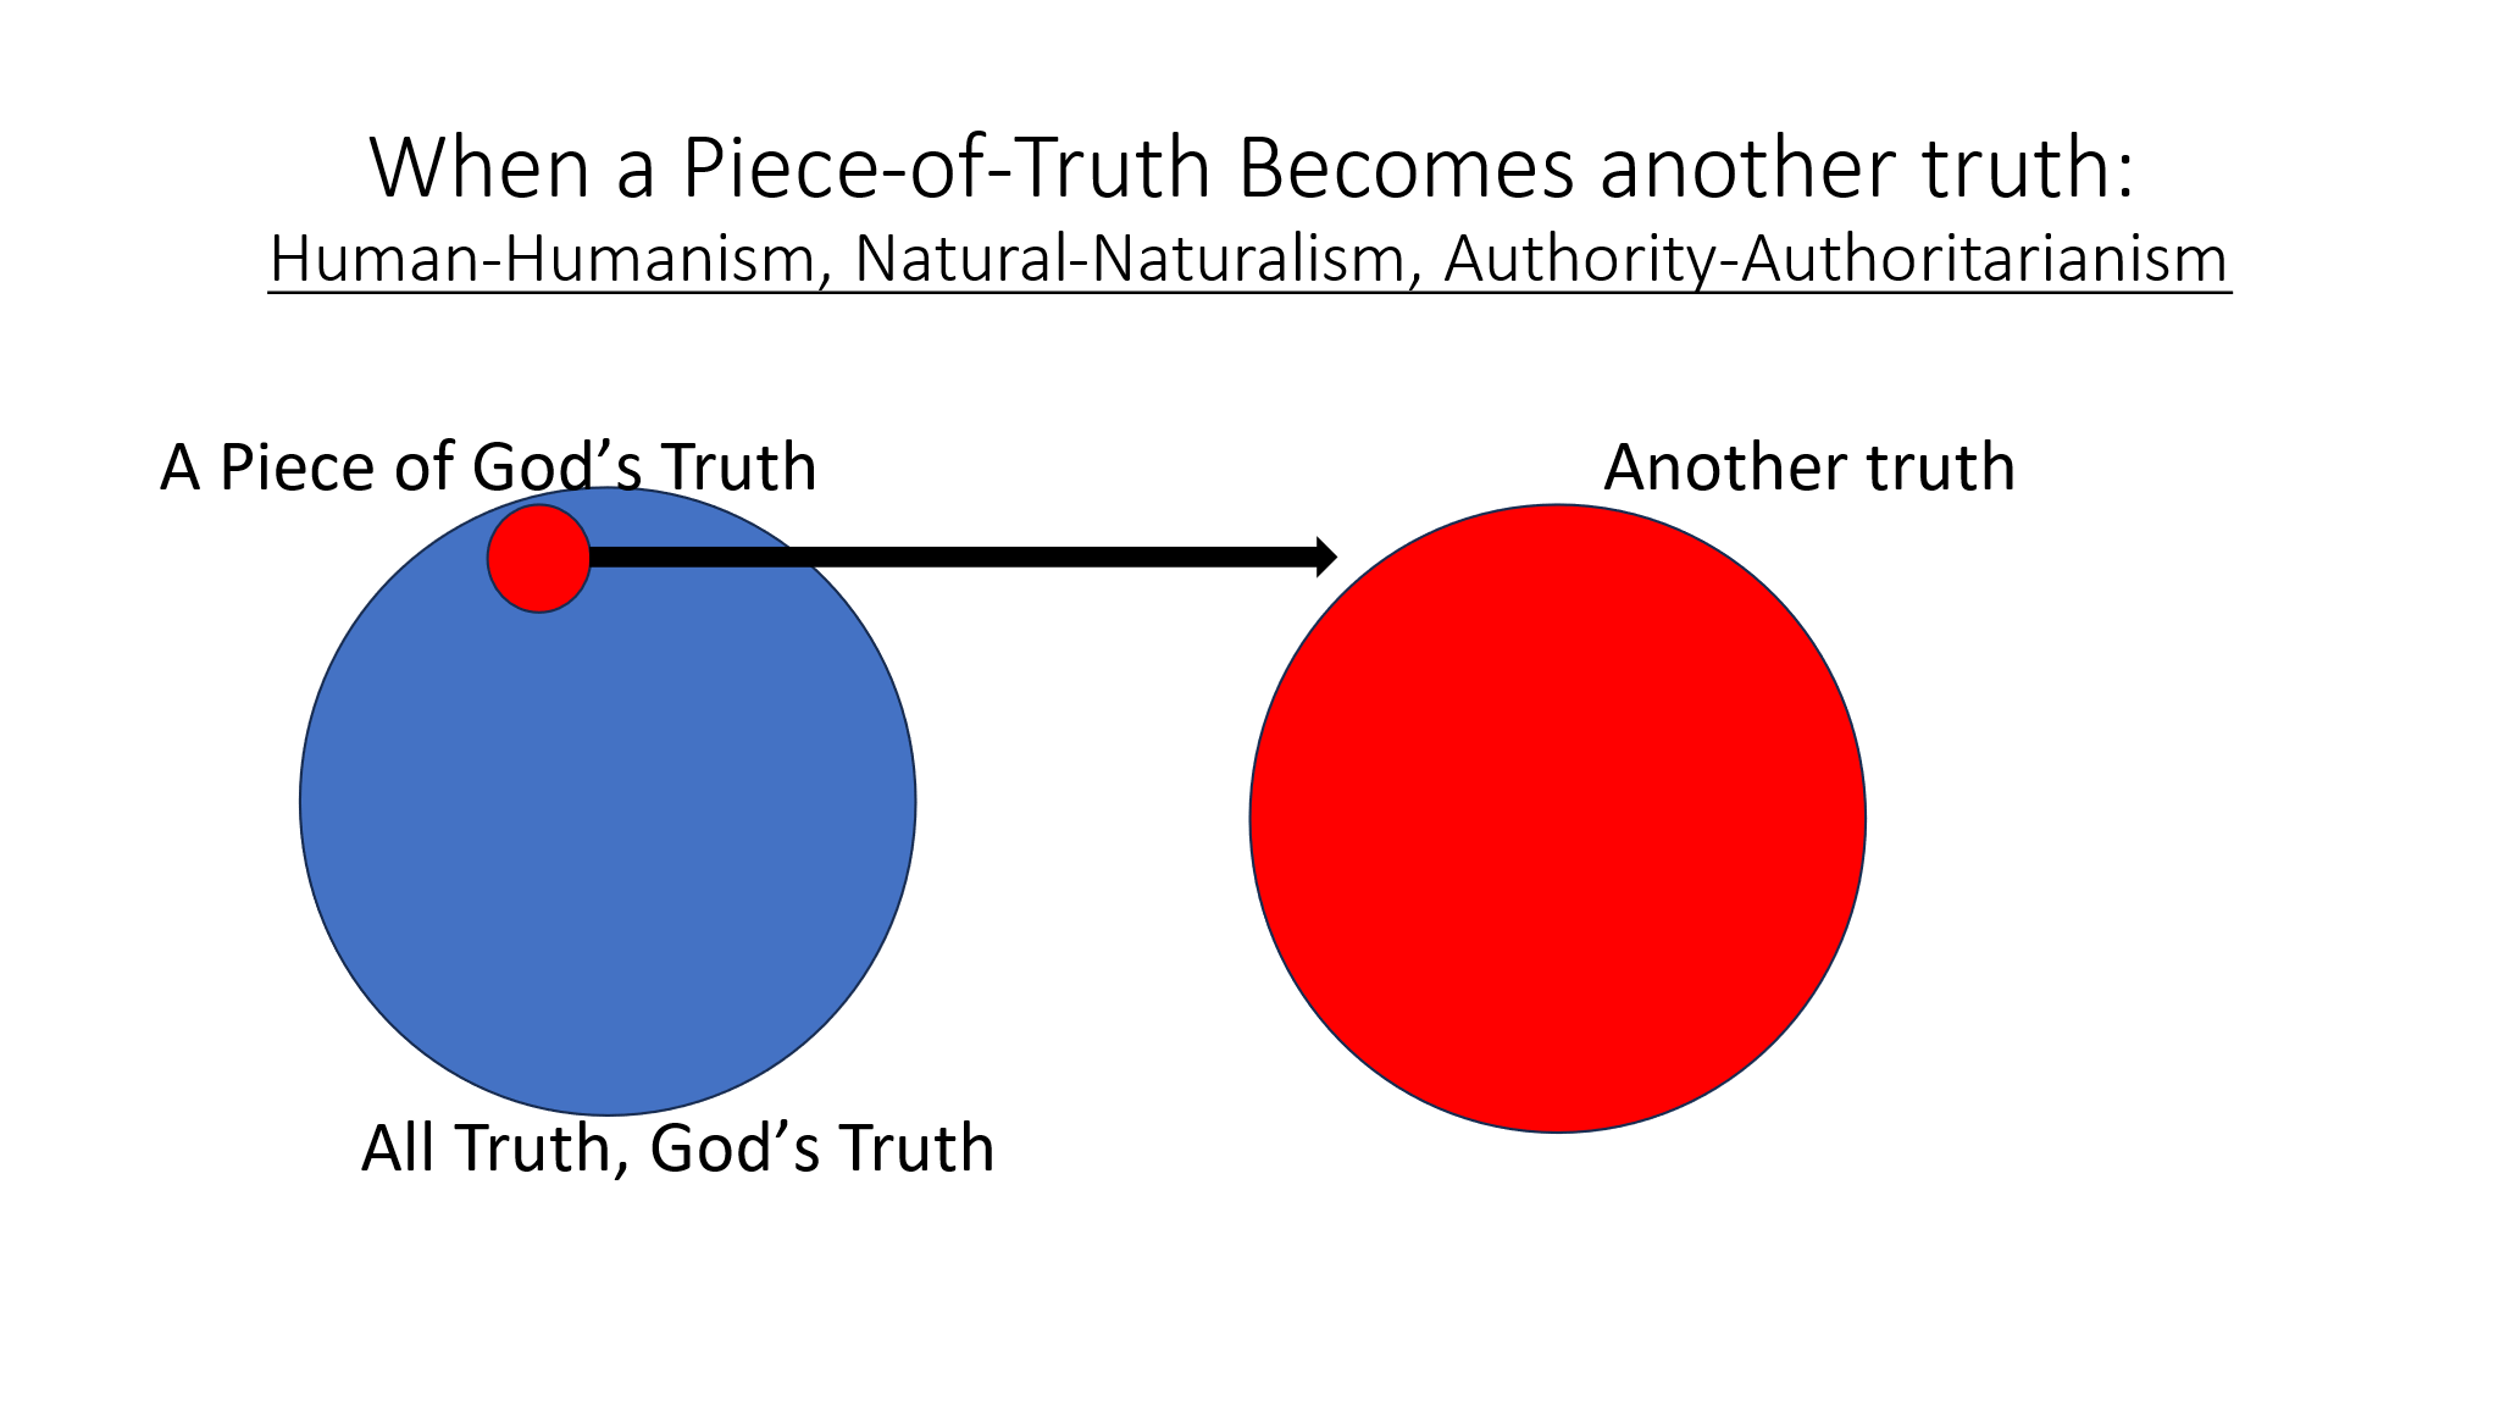 When a Piece-of-Truth Becomes another truth:
Human-Humanism, Natural-Naturalism, Authority-Authoritarianism
A Piece of God’s Truth
Another truth
All Truth, God’s Truth